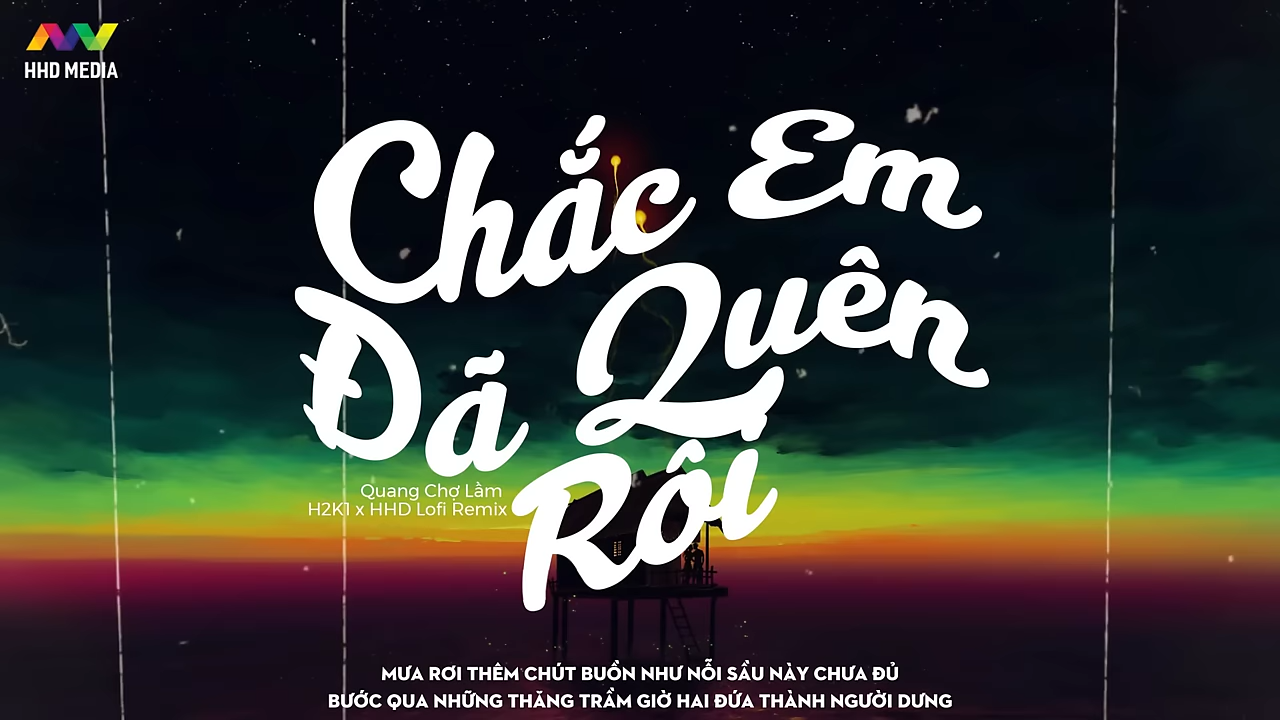 HHD MEDIA
Chắc Em
Đã Quên
Rồi
Quang Chợ Lầm
H2K1 x HHD Lofi Remix
MƯA RƠI THÊM CHÚT BUỒN NHƯ NỖI SẦU NÀY CHƯA ĐỦ
BƯỚC QUA NHỮNG THĂNG TRẦM GIỜ HAI ĐỨA THÀNH NGƯỜI DƯNG